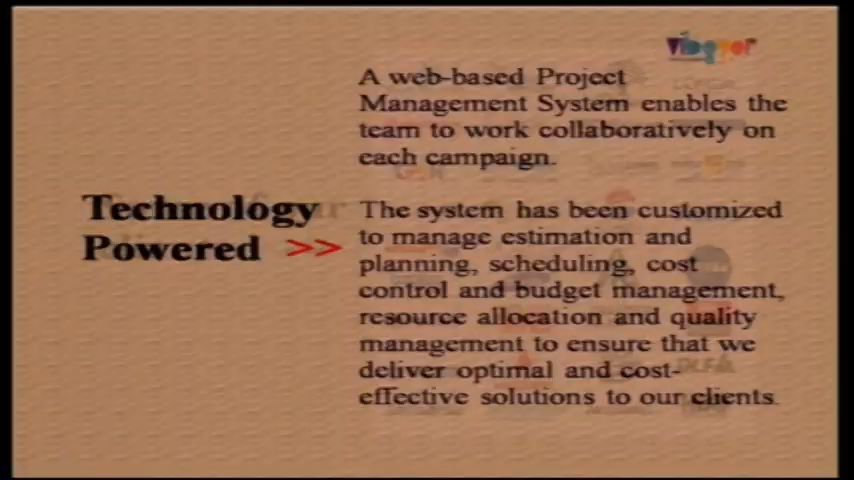 A web-based Project
Management System enables the
team to work collaboratively on
each campaign.
Technology
Powered >>
The system has been customized
to manage estimation and
planning, scheduling, cost
control and budget management,
resource allocation and quality
management to ensure that we
deliver optimal and cost-
effective solutions to our clients.